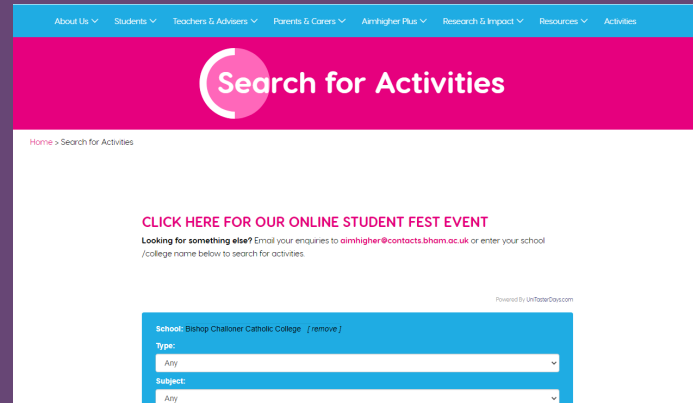 About Us Students Teachers & Advisers Parents & Carers Aimhigher Plus Research & Impact Resources Activities
Search for Activities
Home > Search for Activities
CLICK HERE FOR OUR ONLINE STUDENT FEST EVENT
Looking for something else? Email your enquiries to aimhigher@contacts.bham.ac.uk or enter your school
/college name below to search for activities.
Powered By UniTasterDays.com
School: Bishop Challoner Catholic College [ remove ]
Type:
Any
Subject:
Any